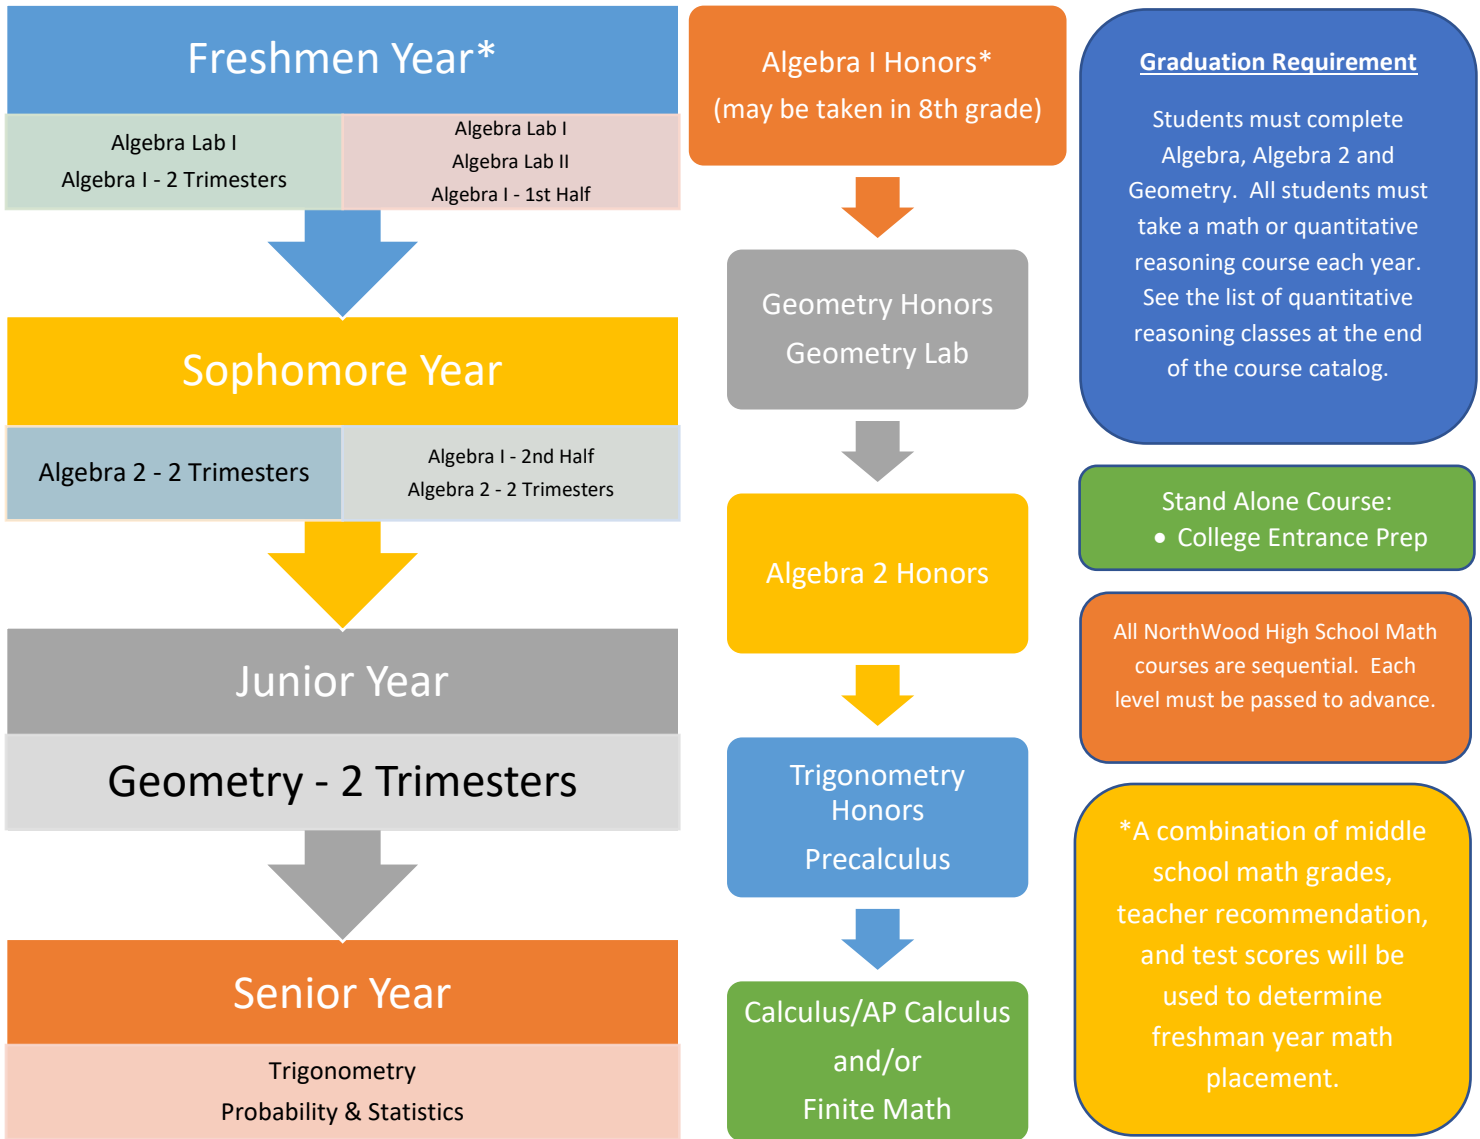 Freshmen Year*
Algebra Lab I
Algebra I - 2 Trimesters
Algebra Lab I
Algebra Lab II
Algebra I - 1st Half
Sophomore Year
Algebra 2 - 2 Trimesters
Algebra I - 2nd Half
Algebra 2 - 2 Trimesters
Junior Year
Geometry - 2 Trimesters
Senior Year
Trigonometry
Probability & Statistics
Algebra I Honors*
(may be taken in 8th grade)
Geometry Honors
Geometry Lab
Algebra 2 Honors
Trigonometry
Honors
Precalculus
Calculus/AP Calculus
and/or
Finite Math
Graduation Requirement
Students must complete
Algebra, Algebra 2 and
Geometry.  All students must
take a math or quantitative
reasoning course each year.
See the list of quantitative
reasoning classes at the end
of the course catalog.
Stand Alone Course:
• College Entrance Prep
All NorthWood High School Math
courses are sequential.  Each
level must be passed to advance.
*A combination of middle
school math grades,
teacher recommendation,
and test scores will be
used to determine
freshman year math
placement.